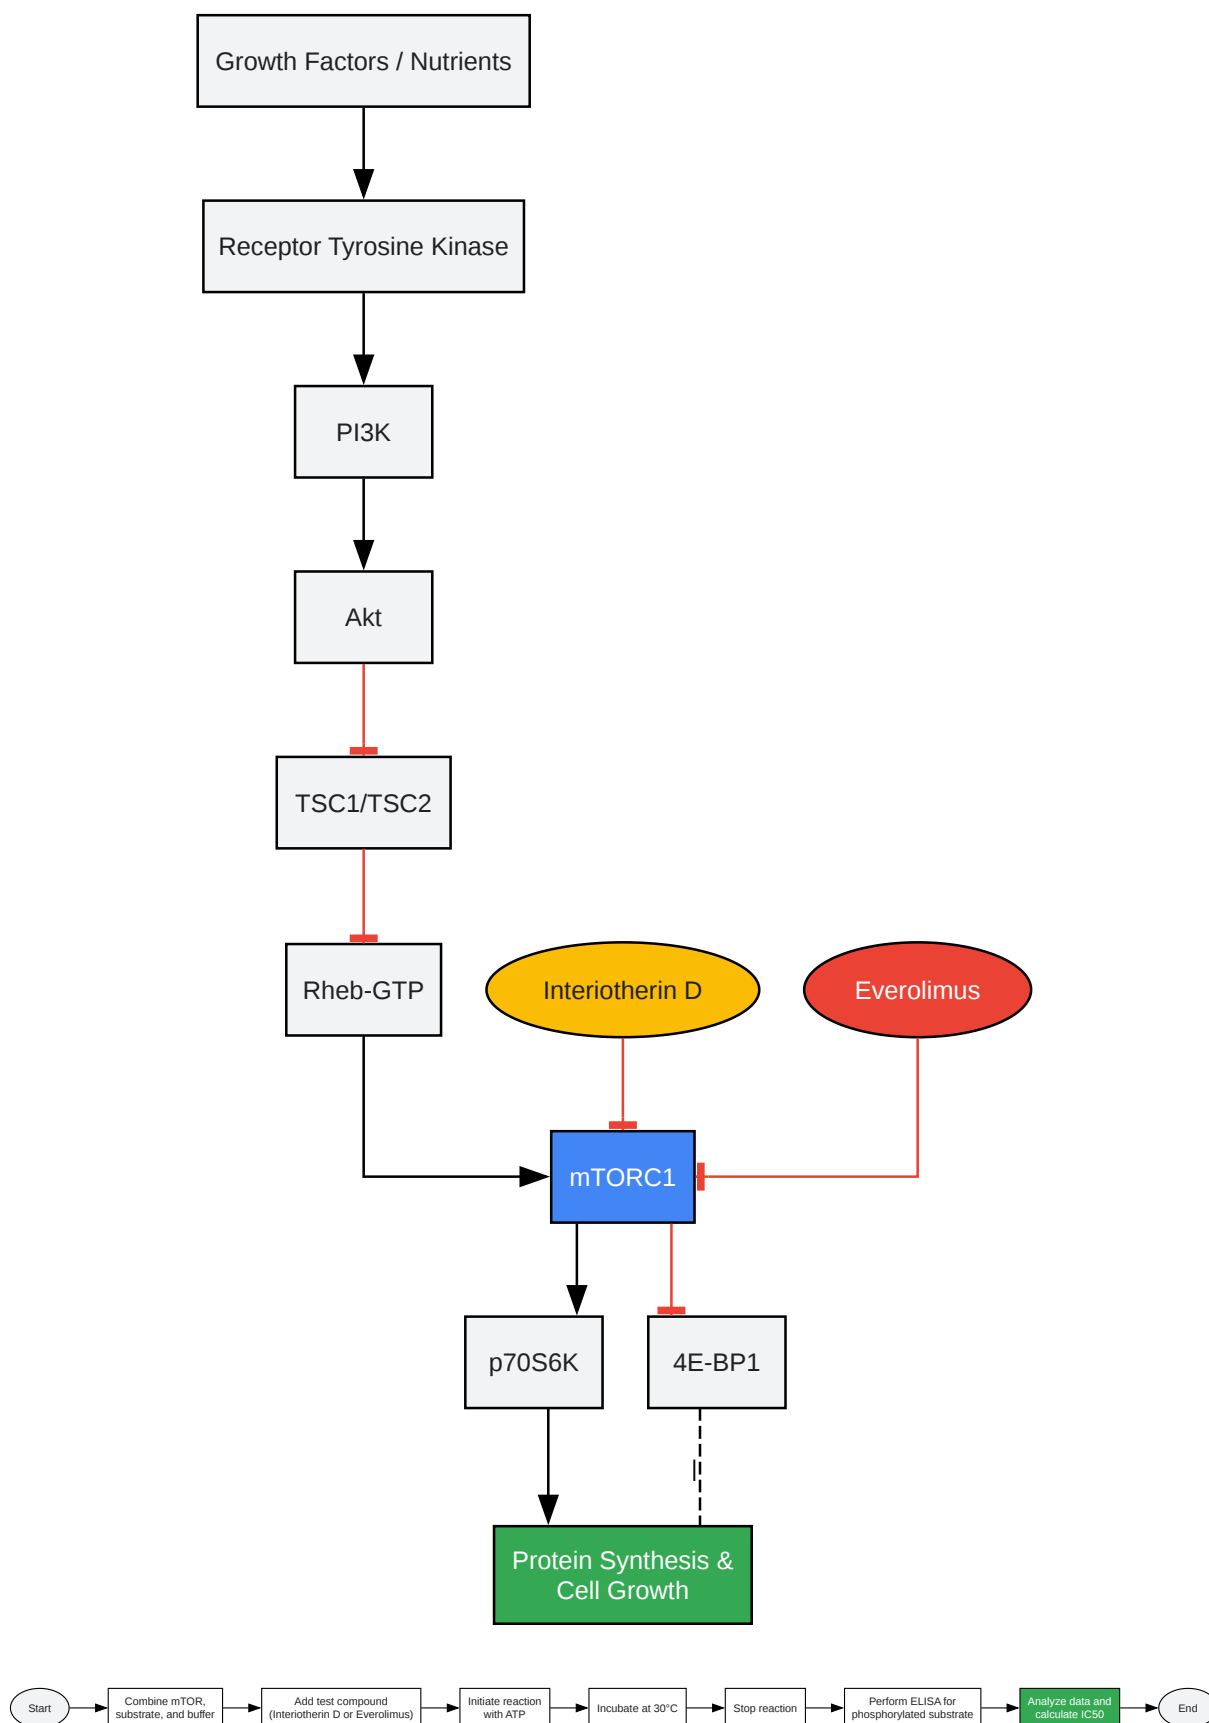 Growth Factors / Nutrients
Receptor Tyrosine Kinase
PI3K
Akt
TSC1/TSC2
Rheb-GTP
Interiotherin D
Everolimus
mTORC1
p70S6K
4E-BP1
|
Protein Synthesis &
Cell Growth
Start
Combine mTOR,
substrate, and buffer
Add test compound
(Interiotherin D or Everolimus)
Initiate reaction
with ATP
Incubate at 30°C
Stop reaction
Perform ELISA for
phosphorylated substrate
Analyze data and
calculate IC50
End